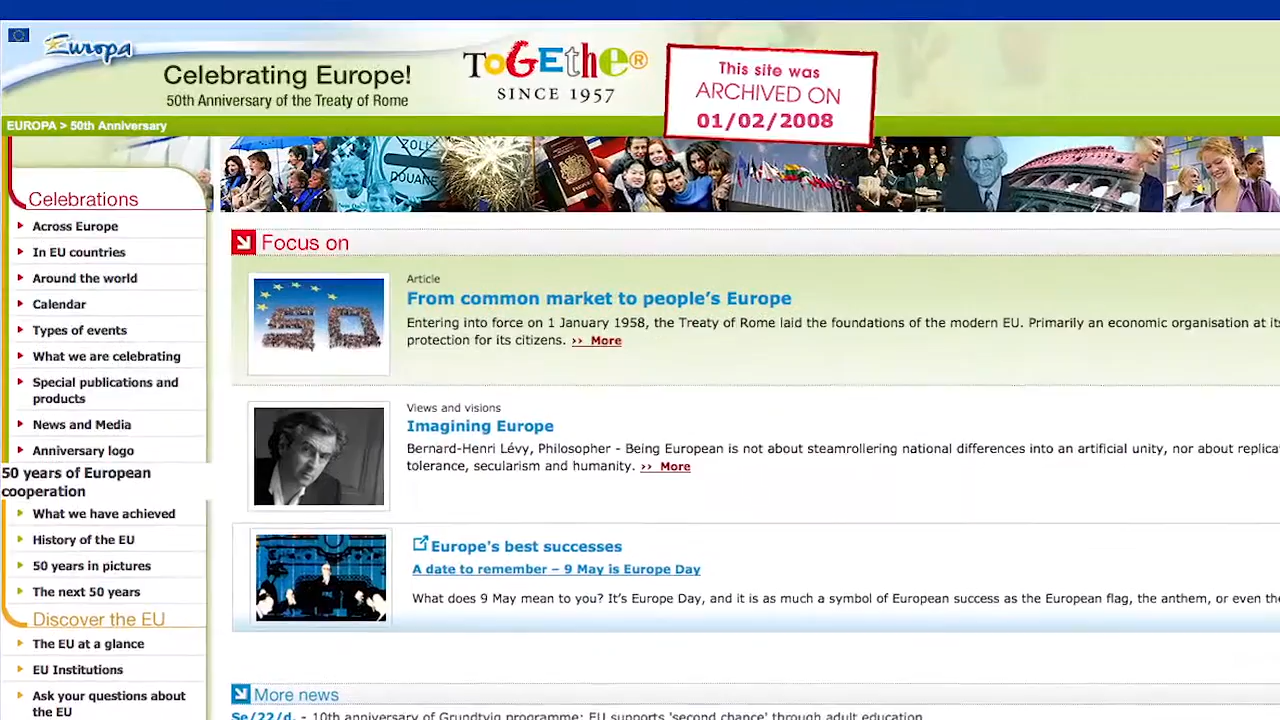 Europa
Celebrating Europe!
50th Anniversary of the Treaty of Rome
ToGEtheR
SINCE 1957
This site was
ARCHIVED ON
01/02/2008
EUROPA > 50th Anniversary
ZOLL
DOUANE
Celebrations
Across Europe
In EU countries
Around the world
Calendar
Types of events
What we are celebrating
Special publications and
products
News and Media
Anniversary logo
50 years of European
cooperation
What we have achieved
History of the EU
50 years in pictures
The next 50 years
Discover the EU
The EU at a glance
EU Institutions
Ask your questions about
the EU
Focus on
Article
From common market to people’s Europe
Entering into force on 1 January 1958, the Treaty of Rome laid the foundations of the modern EU. Primarily an economic organisation at
protection for its citizens. >> More
50
Views and visions
Imagining Europe
Bernard-Henri Lévy, Philosopher - Being European is not about steamrollering national differences into an artificial unity, nor about
tolerance, secularism and humanity. >> More
Europe's best successes
A date to remember – 9 May is Europe Day
What does 9 May mean to you? It’s Europe Day, and it is as much a symbol of European success as the European flag, the anthem, or even
More news
Se/22/d. - 10th anniversary of Grundtvig programme: EU supports 'second chance' through adult education